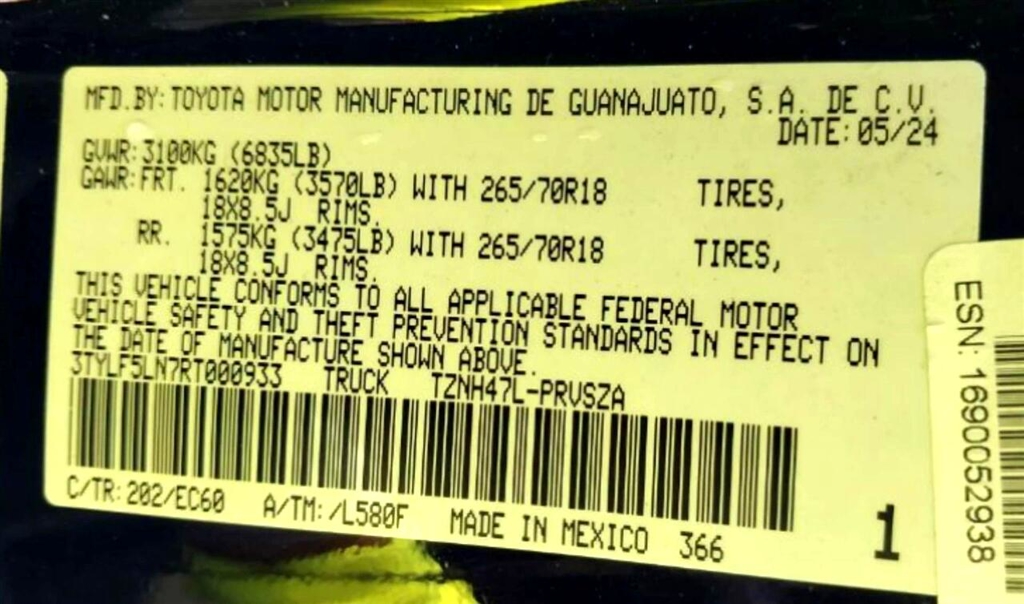 MFD.BY: TOYOTA MOTOR MANUFACTURING DE GUANAJUATO, S.A. DE C.V.
DATE: 05/24
GVWR: 3100KG (6835LB)
GAWR: FRT. 1620KG (3570LB) WITH 265/70R18 TIRES,
18X8.5J RIMS.
RR. 1575KG (3475LB) WITH 265/70R18 TIRES,
18X8.5J RIMS.
THIS VEHICLE CONFORMS TO ALL APPLICABLE FEDERAL MOTOR
VEHICLE SAFETY AND THEFT PREVENTION STANDARDS IN EFFECT ON
THE DATE OF MANUFACTURE SHOWN ABOVE.
3TYLF5LN7RT000933 TRUCK TZNH47L-PRVSZA
C/TR: 202/EC60 A/TM: /L580F MADE IN MEXICO 366
1
ESN: 1690052938